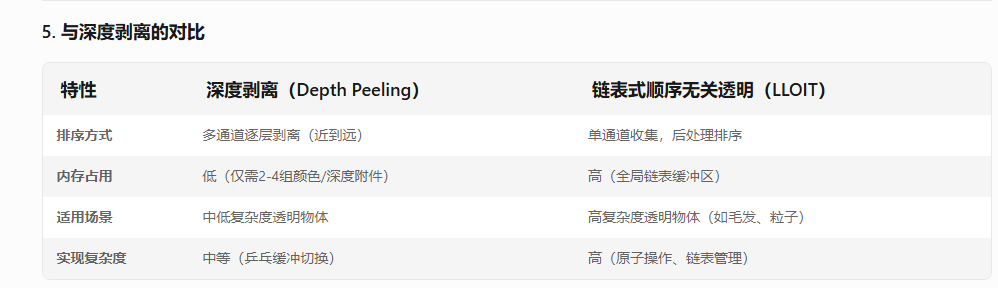 5. 与深度剥离的对比
特性 深度剥离（Depth Peeling） 链表式顺序无关透明（LLOIT）
排序方式 多通道逐层剥离（近到远） 单通道收集，后处理排序
内存占用 低（仅需2-4组颜色/深度附件） 高（全局链表缓冲区）
适用场景 中低复杂度透明物体 高复杂度透明物体（如毛发、粒子）
实现复杂度 中等（乒乓缓冲切换） 高（原子操作、链表管理）